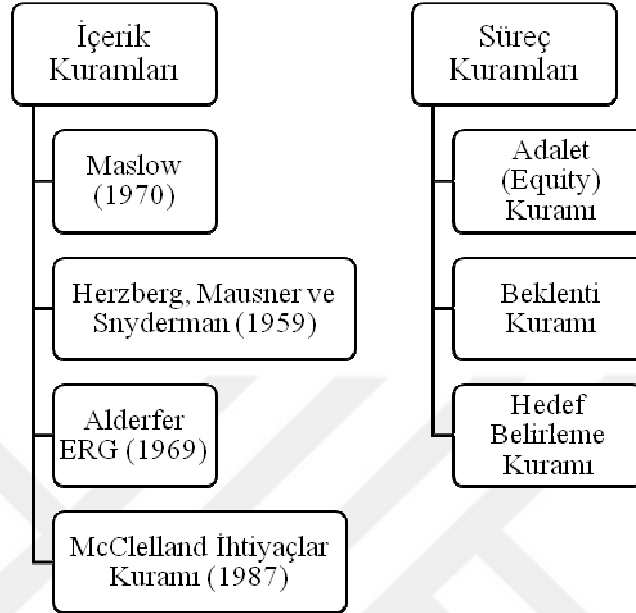 İçerik
Kuramları
Maslow
(1970)
Herzberg, Mausner ve
Snyderman (1959)
Alderfer
ERG (1969)
McClelland İhtiyaçlar
Kuramı (1987)
Süreç
Kuramları
Adalet
(Equity)
Kuramı
Beklenti
Kuramı
Hedef
Belirleme
Kuramı